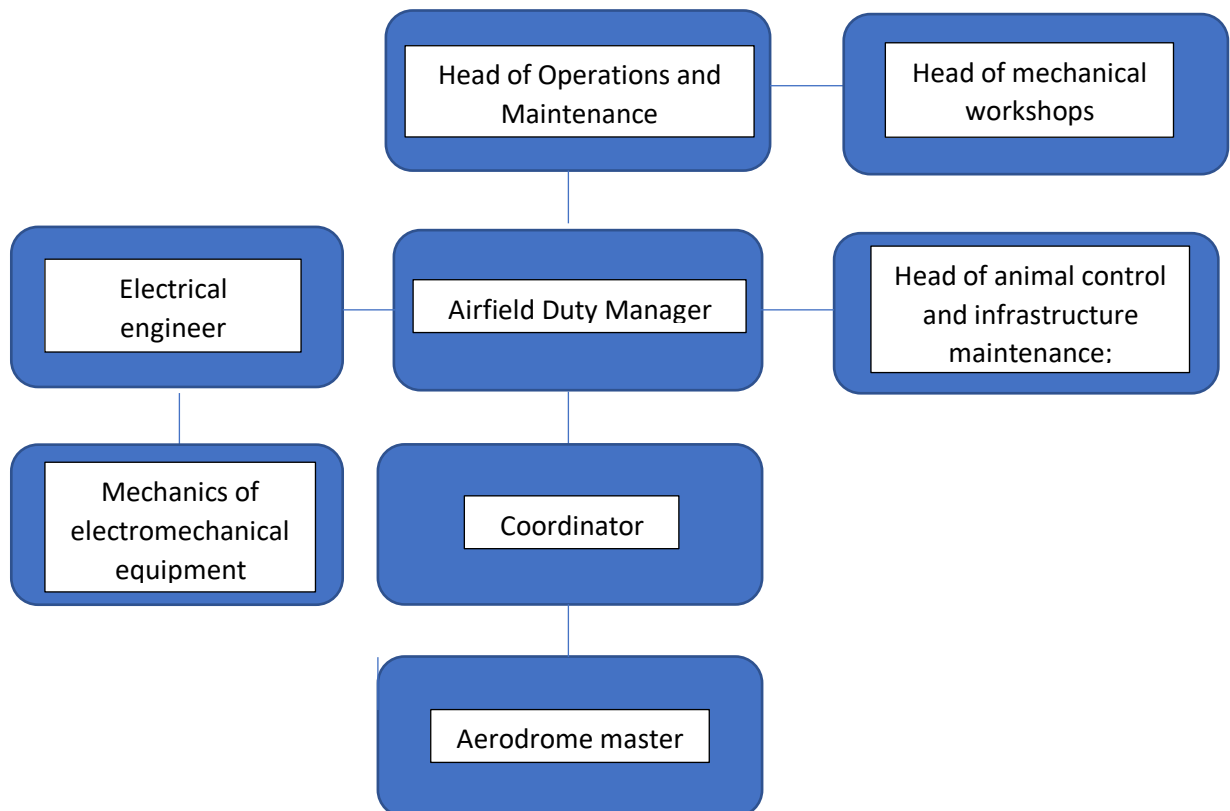 Head of Operations and
Maintenance
Head of mechanical
workshops
Electrical
engineer
Airfield Duty Manager
Head of animal control
and infrastructure
maintenance;
Mechanics of
electromechanical
equipment
Coordinator
Aerodrome master